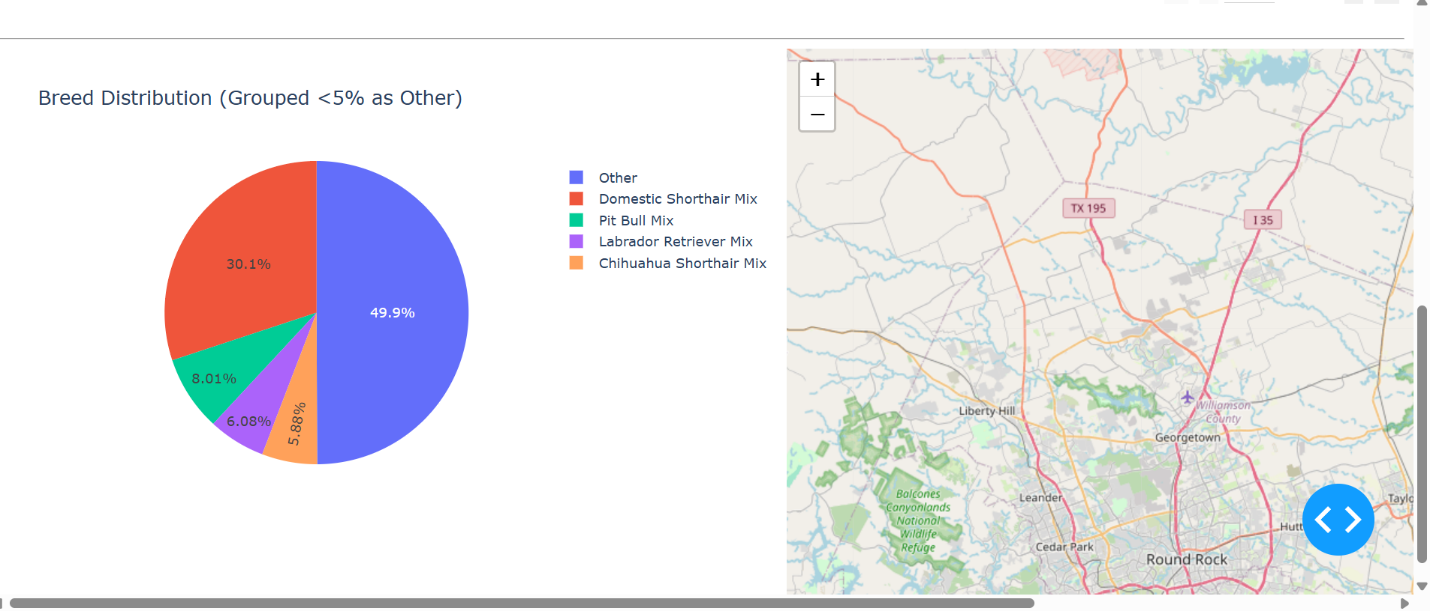 Breed Distribution (Grouped <5% as Other)
30.1%
49.9%
8.01%
6.08%
5.88%
Other
Domestic Shorthair Mix
Pit Bull Mix
Labrador Retriever Mix
Chihuahua Shorthair Mix
+
−
TX 195
I 35
Liberty Hill
Williamson
County
Georgetown
Balcones
Canyonlands
National
Wildlife
Refuge
Leander
Taylo
Hutt
Cedar Park
Round Rock